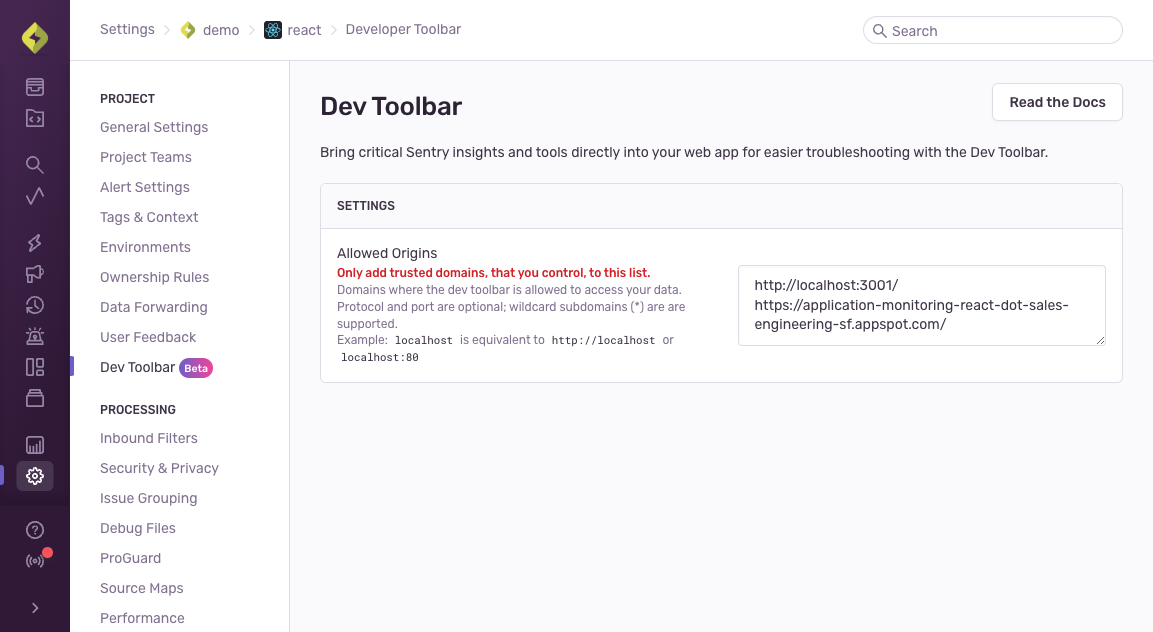 Settings
demo
react
Developer Toolbar
Search
PROJECT
General Settings
Project Teams
Alert Settings
Tags & Context
Environments
Ownership Rules
Data Forwarding
User Feedback
Dev Toolbar Beta
PROCESSING
Inbound Filters
Security & Privacy
Issue Grouping
Debug Files
ProGuard
Source Maps
Performance
Dev Toolbar
Read the Docs
Bring critical Sentry insights and tools directly into your web app for easier troubleshooting with the Dev Toolbar.
SETTINGS
Allowed Origins
Only add trusted domains, that you control, to this list.
Domains where the dev toolbar is allowed to access your data.
Protocol and port are optional; wildcard subdomains (*) are are
supported.
Example: localhost is equivalent to http://localhost or
localhost:80
http://localhost:3001/
https://application-monitoring-react-dot-sales-
engineering-sf.appspot.com/